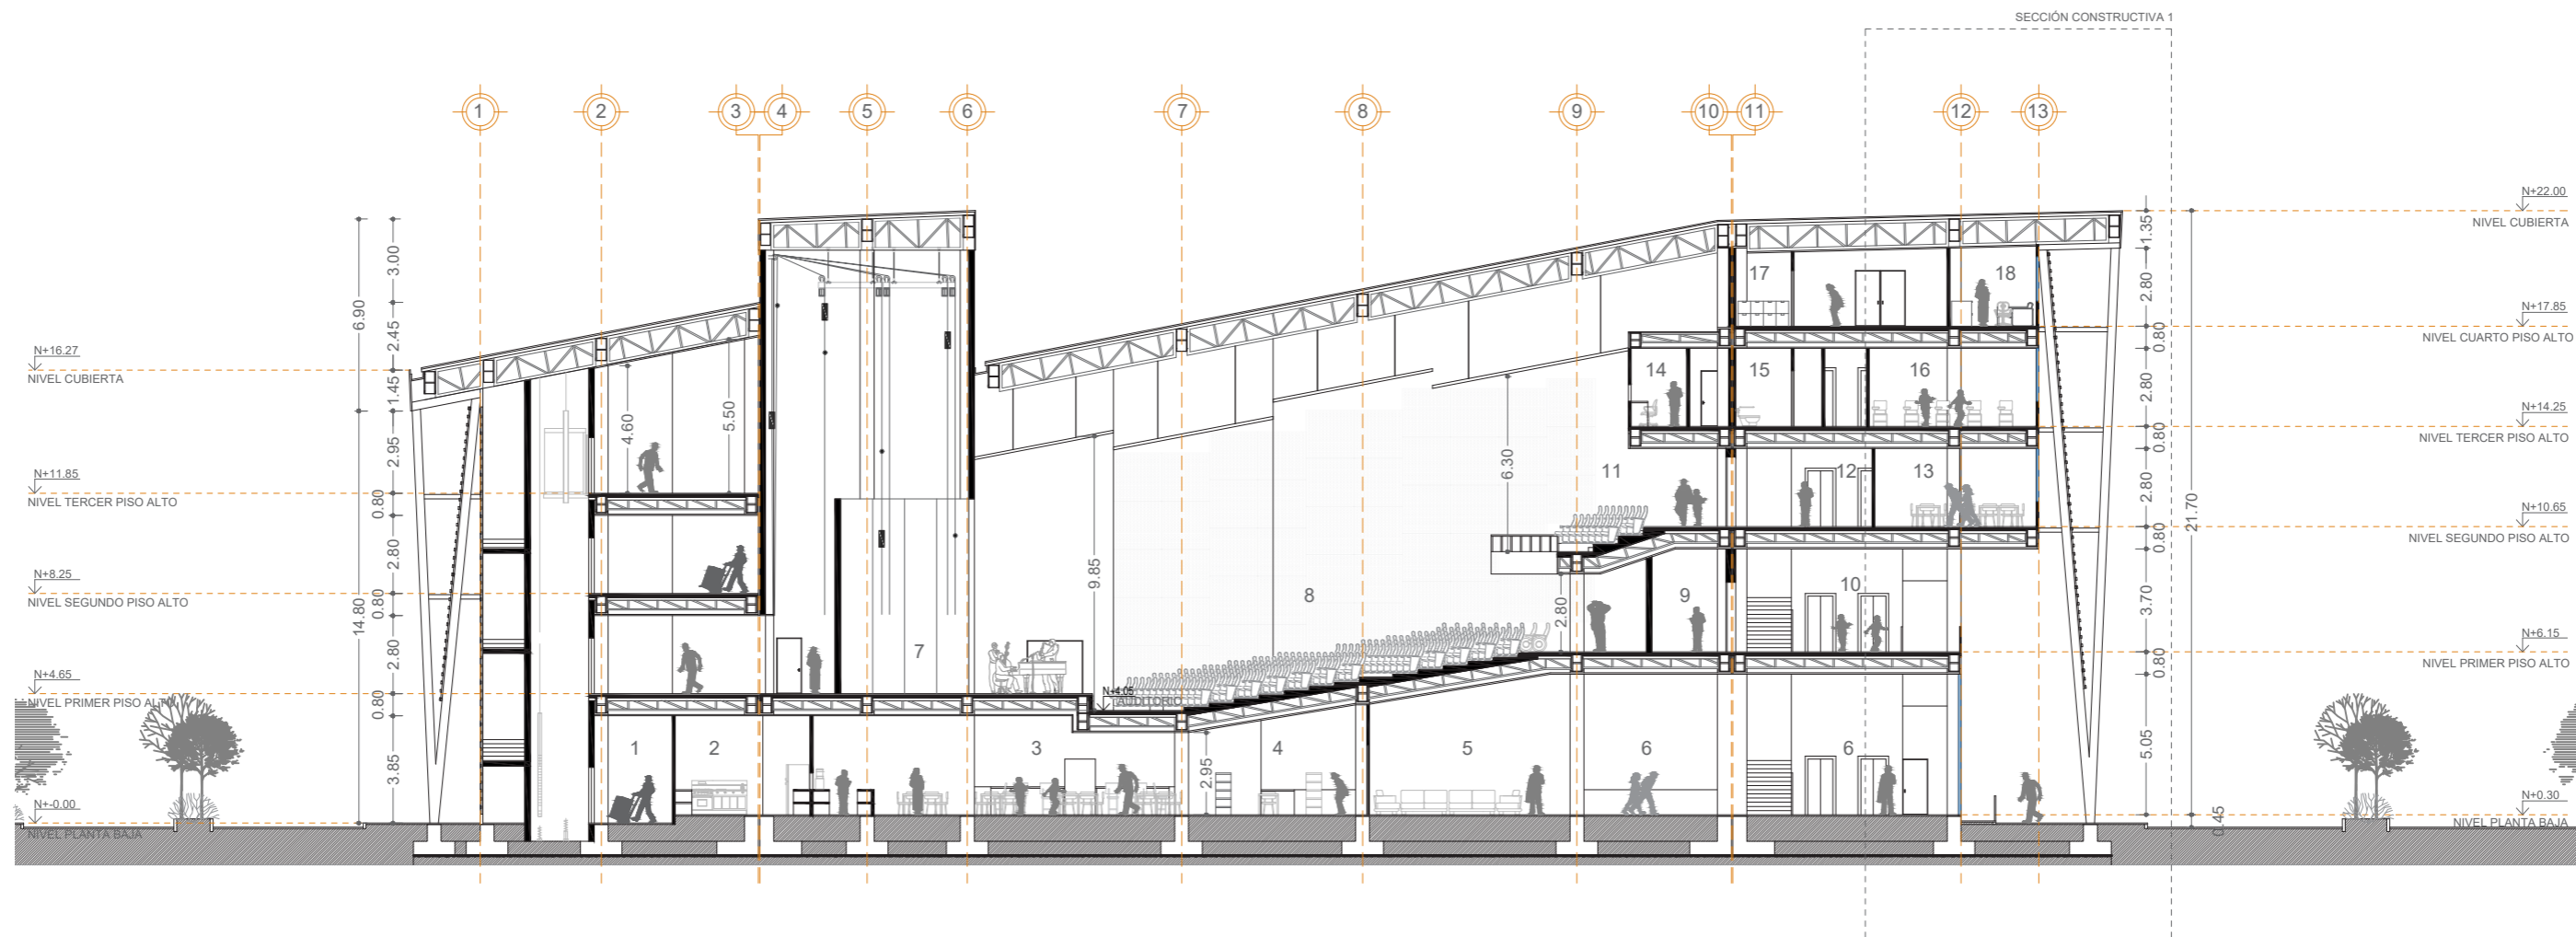 SECCIÓN CONSTRUCTIVA 1
1 2 3 4 5 6 7 8 9 10 11 12 13
N+22.00
NIVEL CUBIERTA
N+17.85
NIVEL CUARTO PISO ALTO
N+14.25
NIVEL TERCER PISO ALTO
N+10.65
NIVEL SEGUNDO PISO ALTO
N+6.15
NIVEL PRIMER PISO ALTO
N+0.30
NIVEL PLANTA BAJA
N+16.27
NIVEL CUBIERTA
N+11.85
NIVEL TERCER PISO ALTO
N+8.25
NIVEL SEGUNDO PISO ALTO
N+4.65
NIVEL PRIMER PISO ALTO
N+-0.00
NIVEL PLANTA BAJA
6.90
14.80
3.00
2.45
1.45
2.95
0.80
2.80
0.80
2.80
0.80
3.85
4.60
5.50
9.85
6.30
2.80
2.95
N+4.05
AUDITORIO
17
18
14
15
16
11
12
13
8
9
10
7
1
2
3
4
5
6
6
1.35
2.80
0.80
2.80
0.80
2.80
0.80
3.70
0.80
5.05
21.70
0.45